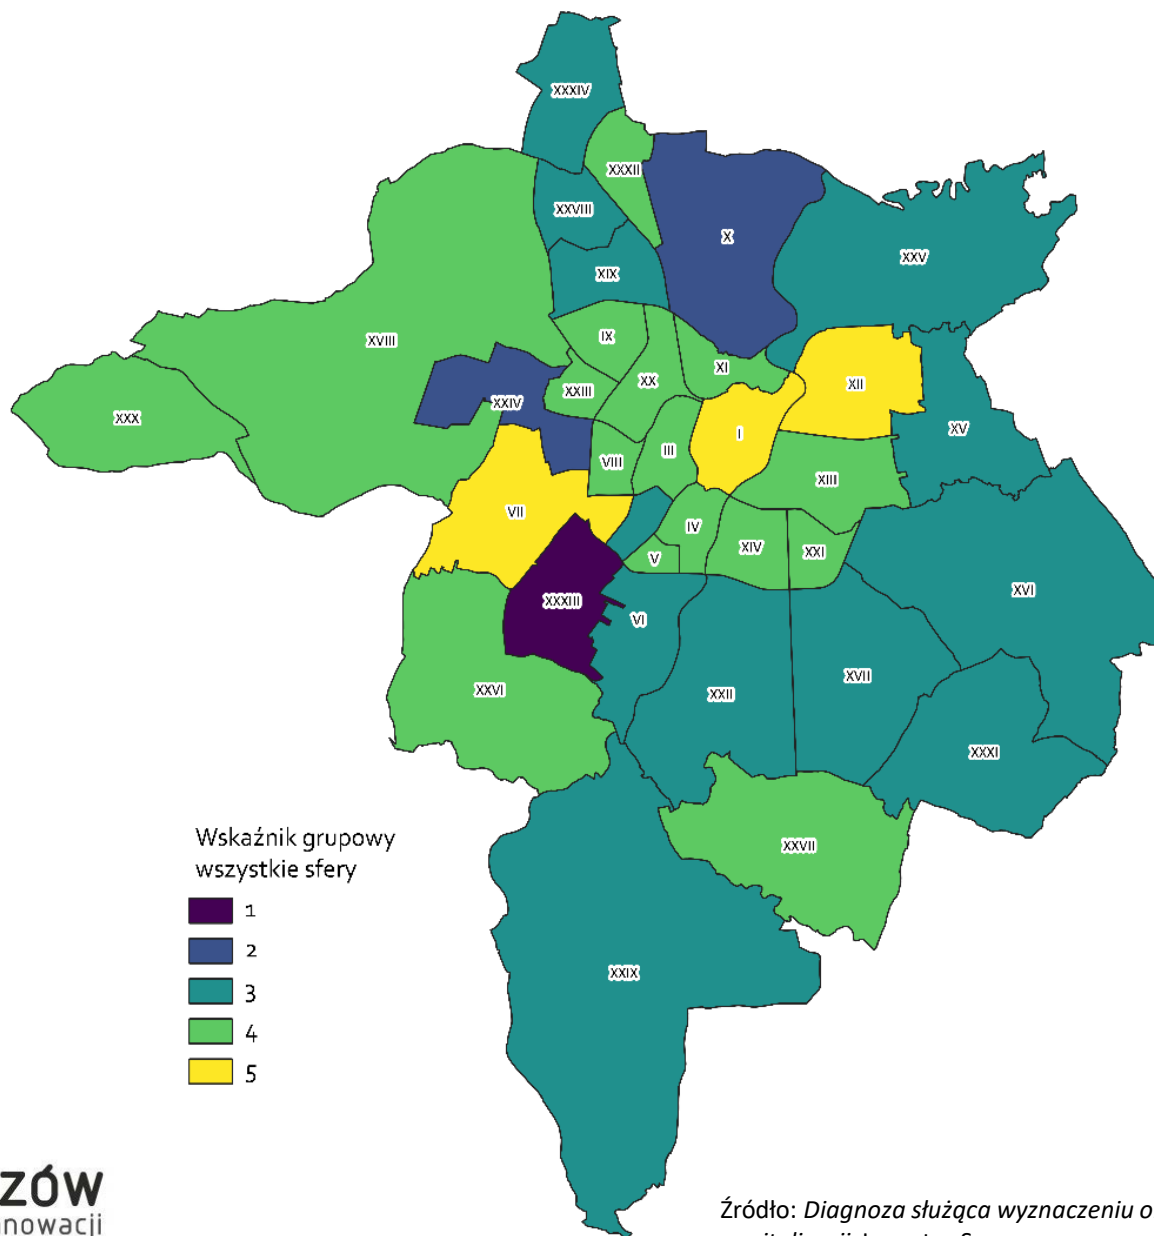 XXXIV
XXXII
XXVIII
X
XXV
XIX
IX
XVIII
XI
XX
XII
XXIII
XXIV
XXX
I
XV
III
VIII
XIII
VII
IV
XIV
XXI
V
XVI
XXXIII
VI
XVII
XXVI
XXII
XXXI
XXVII
XXIX
Wskaźnik grupowy
wszystkie sfery
1
2
3
4
5
ZÓW
nowacji
Źródło: Diagnoza służąca wyznaczeniu o